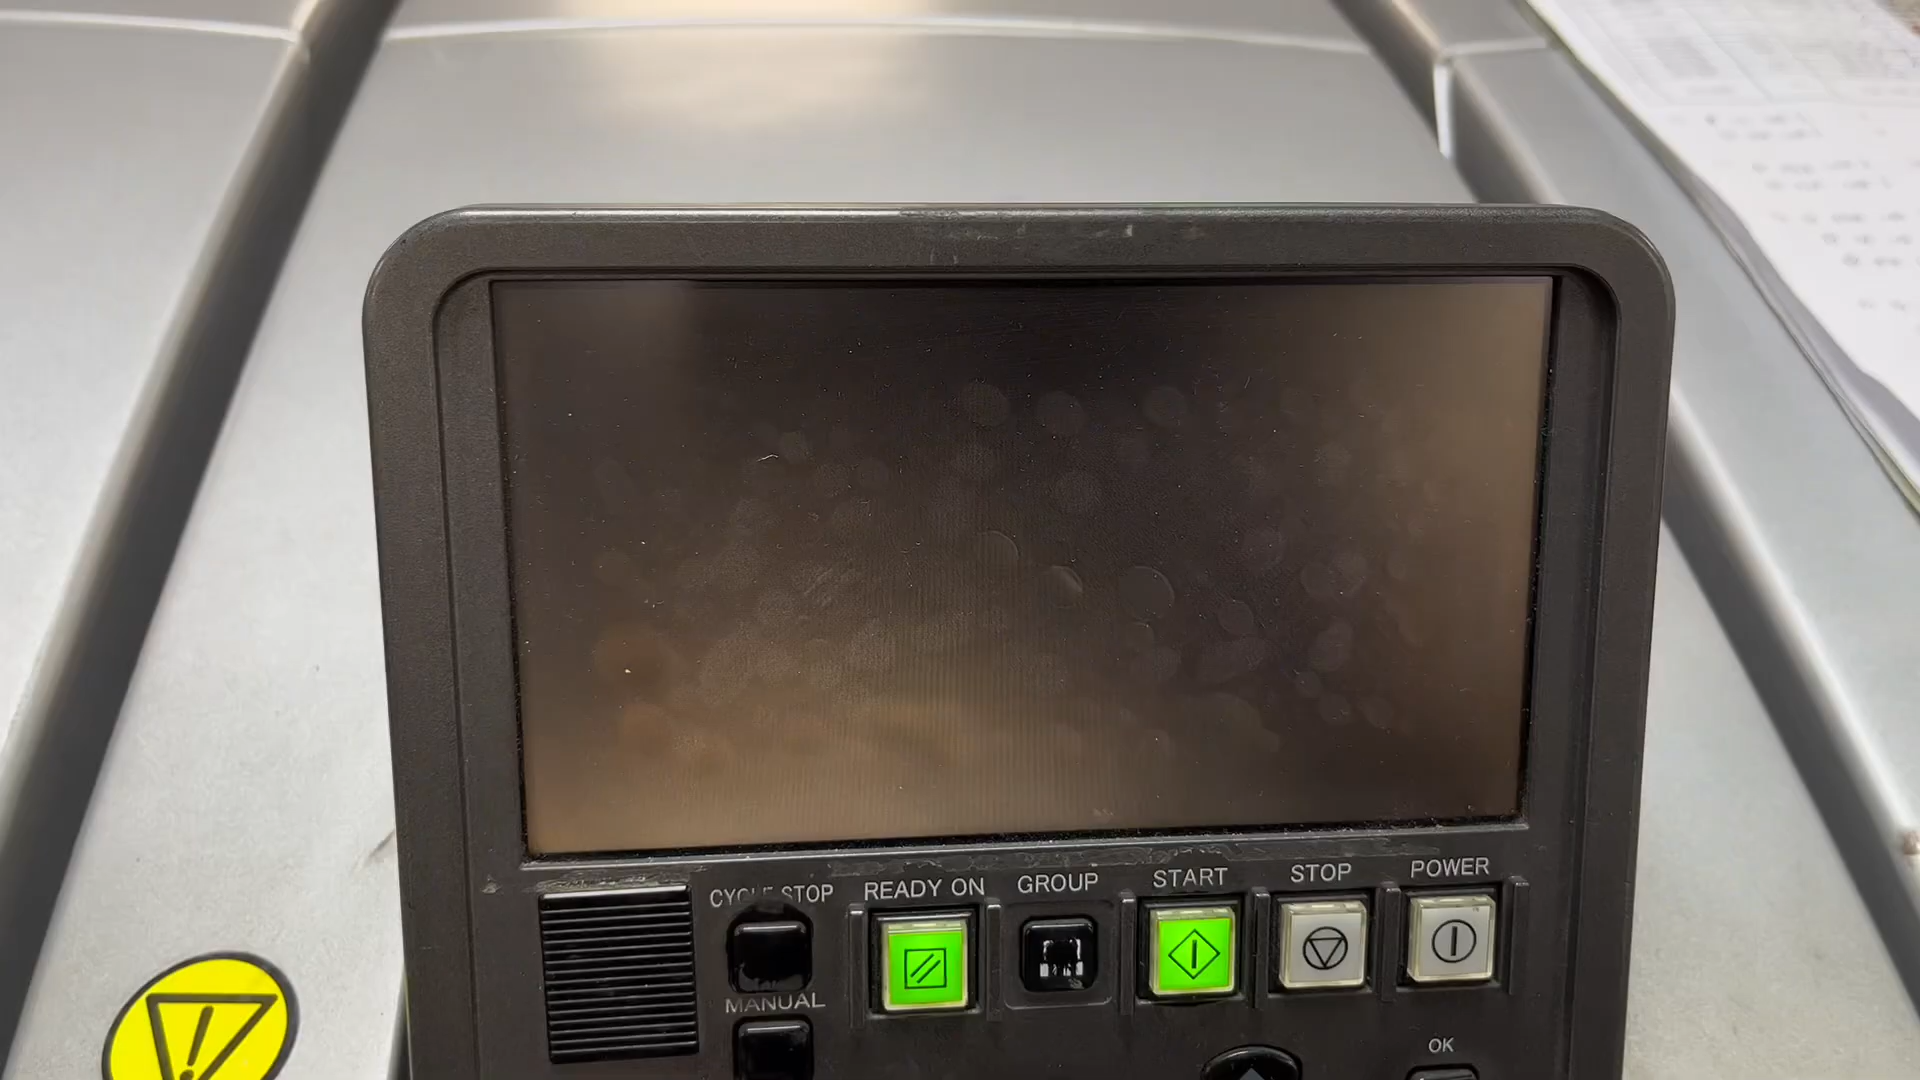 CYCLE STOP
READY ON
GROUP
START
STOP
POWER
MANUAL
OK